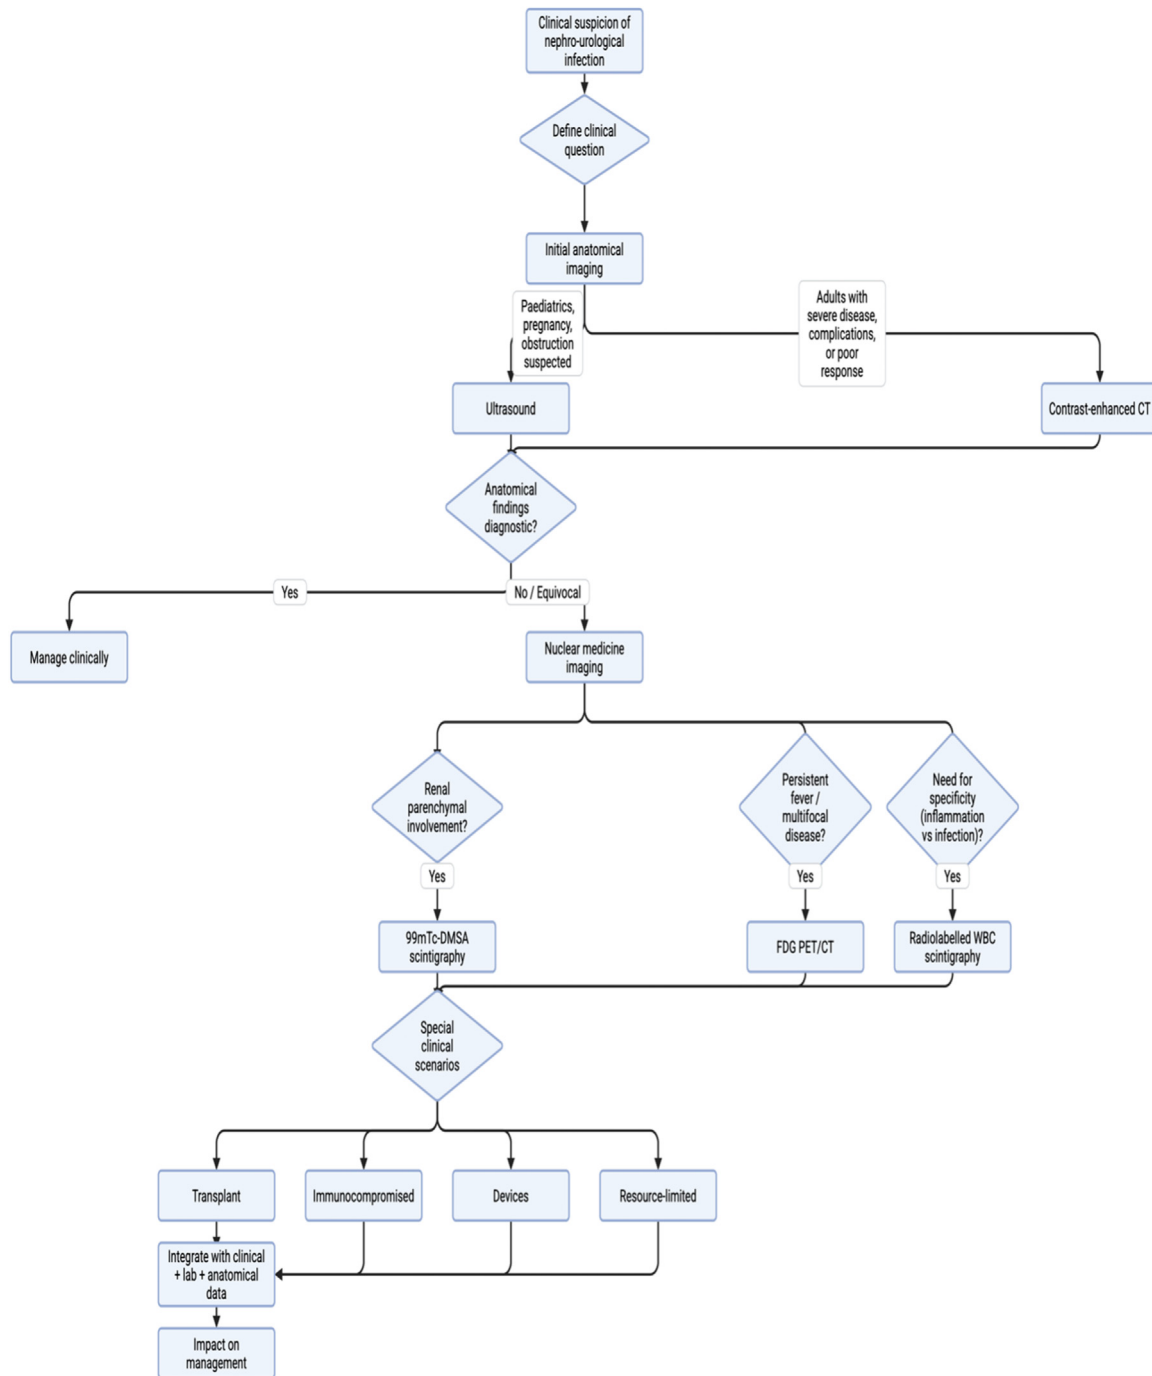 Clinical suspicion of
nephro-urological
infection
Define clinical
question
Initial anatomical
imaging
Paediatrics,
pregnancy,
obstruction
suspected
Adults with
severe disease,
complications,
or poor
response
Ultrasound
Contrast-enhanced CT
Anatomical
findings
diagnostic?
Yes
No / Equivocal
Manage clinically
Nuclear medicine
imaging
Renal
parenchymal
involvement?
Persistent
fever /
multifocal
disease?
Need for
specificity
(inflammation
vs infection)?
Yes
Yes
Yes
99mTc-DMSA
scintigraphy
FDG PET/CT
Radiolabelled WBC
scintigraphy
Special
clinical
scenarios
Transplant
Immunocompromised
Devices
Resource-limited
Integrate with clinical
+ lab + anatomical
data
Impact on
management